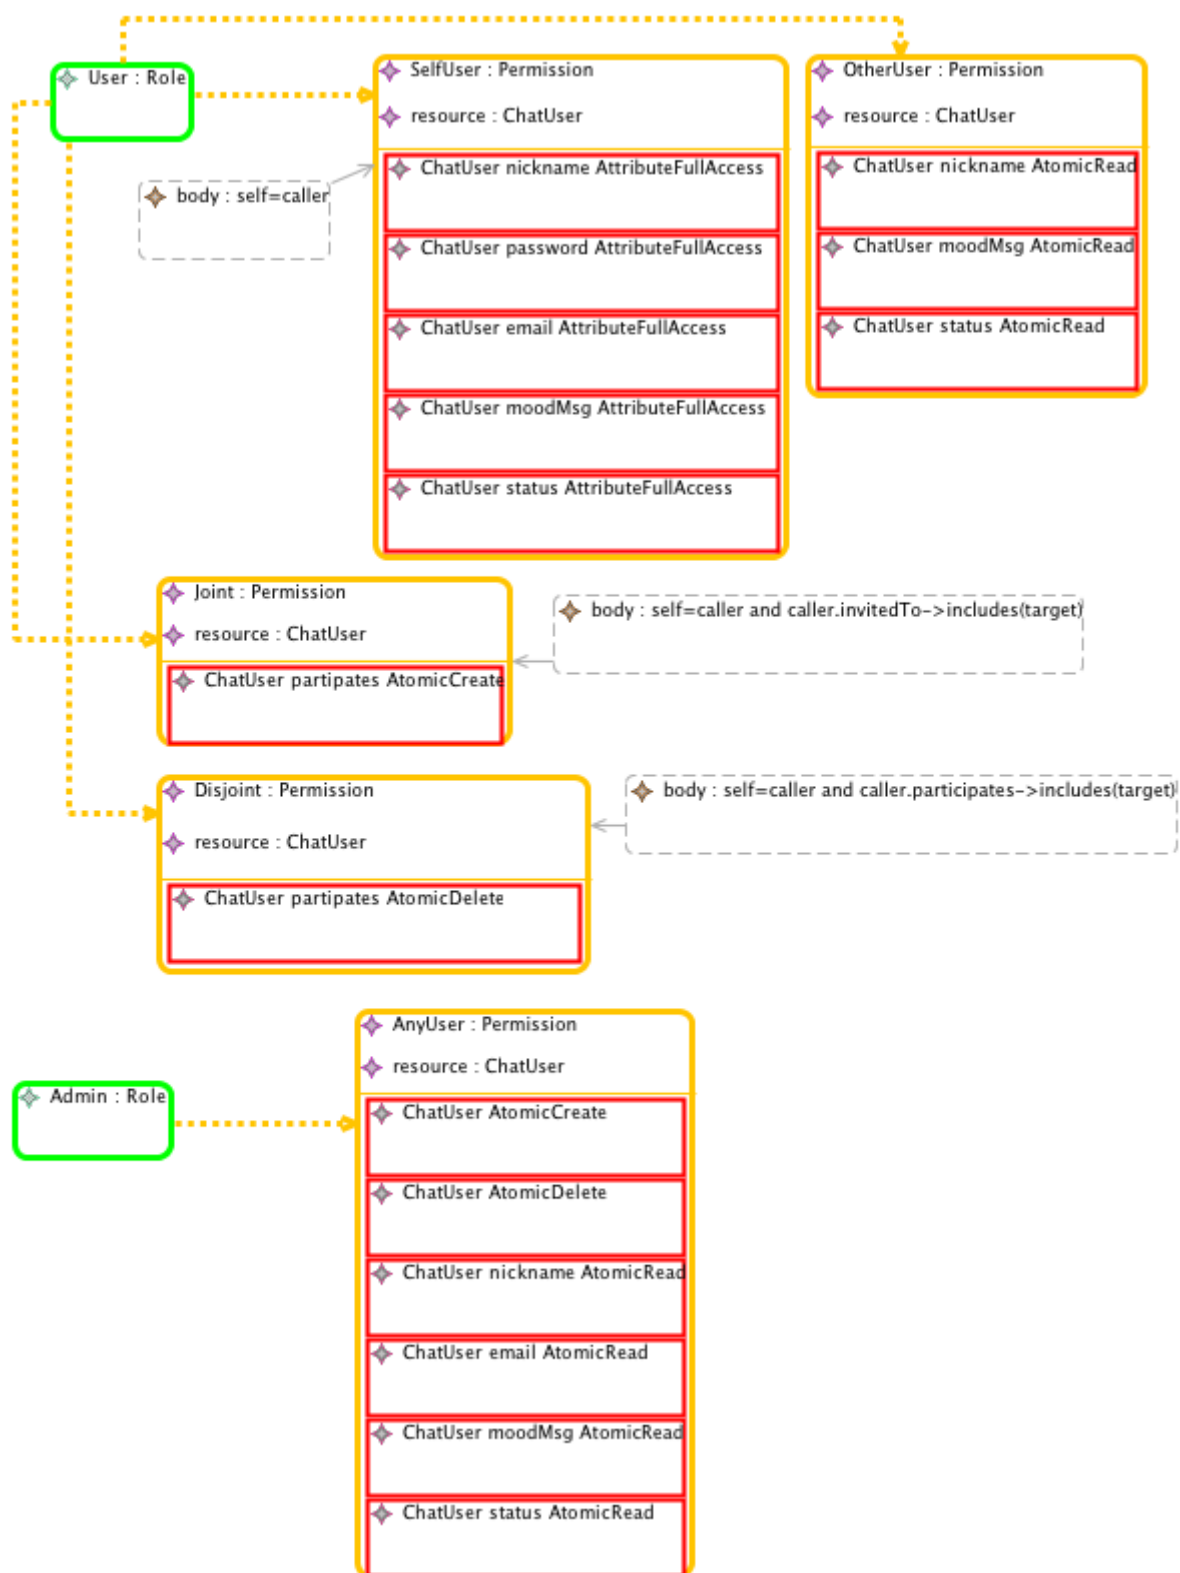 User : Role
SelfUser : Permission
resource : ChatUser
ChatUser nickname AttributeFullAccess
ChatUser password AttributeFullAccess
ChatUser email AttributeFullAccess
ChatUser moodMsg AttributeFullAccess
ChatUser status AttributeFullAccess
body : self=caller
OtherUser : Permission
resource : ChatUser
ChatUser nickname AtomicRead
ChatUser moodMsg AtomicRead
ChatUser status AtomicRead
Joint : Permission
resource : ChatUser
ChatUser partipates AtomicCreate
body : self=caller and caller.invitedTo->includes(target)
Disjoint : Permission
resource : ChatUser
ChatUser partipates AtomicDelete
body : self=caller and caller.participates->includes(target)
Admin : Role
AnyUser : Permission
resource : ChatUser
ChatUser AtomicCreate
ChatUser AtomicDelete
ChatUser nickname AtomicRead
ChatUser email AtomicRead
ChatUser moodMsg AtomicRead
ChatUser status AtomicRead